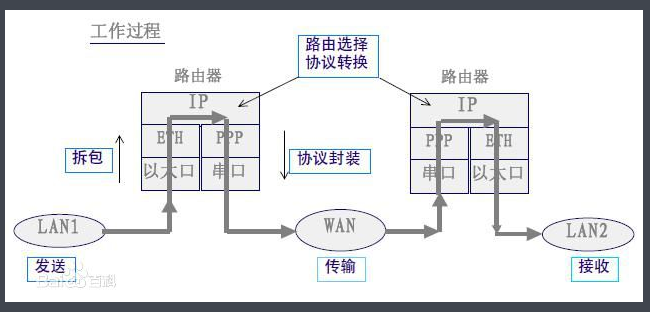 工作过程
路由选择
协议转换
路由器
路由器
IP
IP
ETH
PPP
PPP
ETH
拆包
协议封装
以太口
串口
串口
以太口
LAN1
WAN
LAN2
发送
传输
接收
Baidu百科